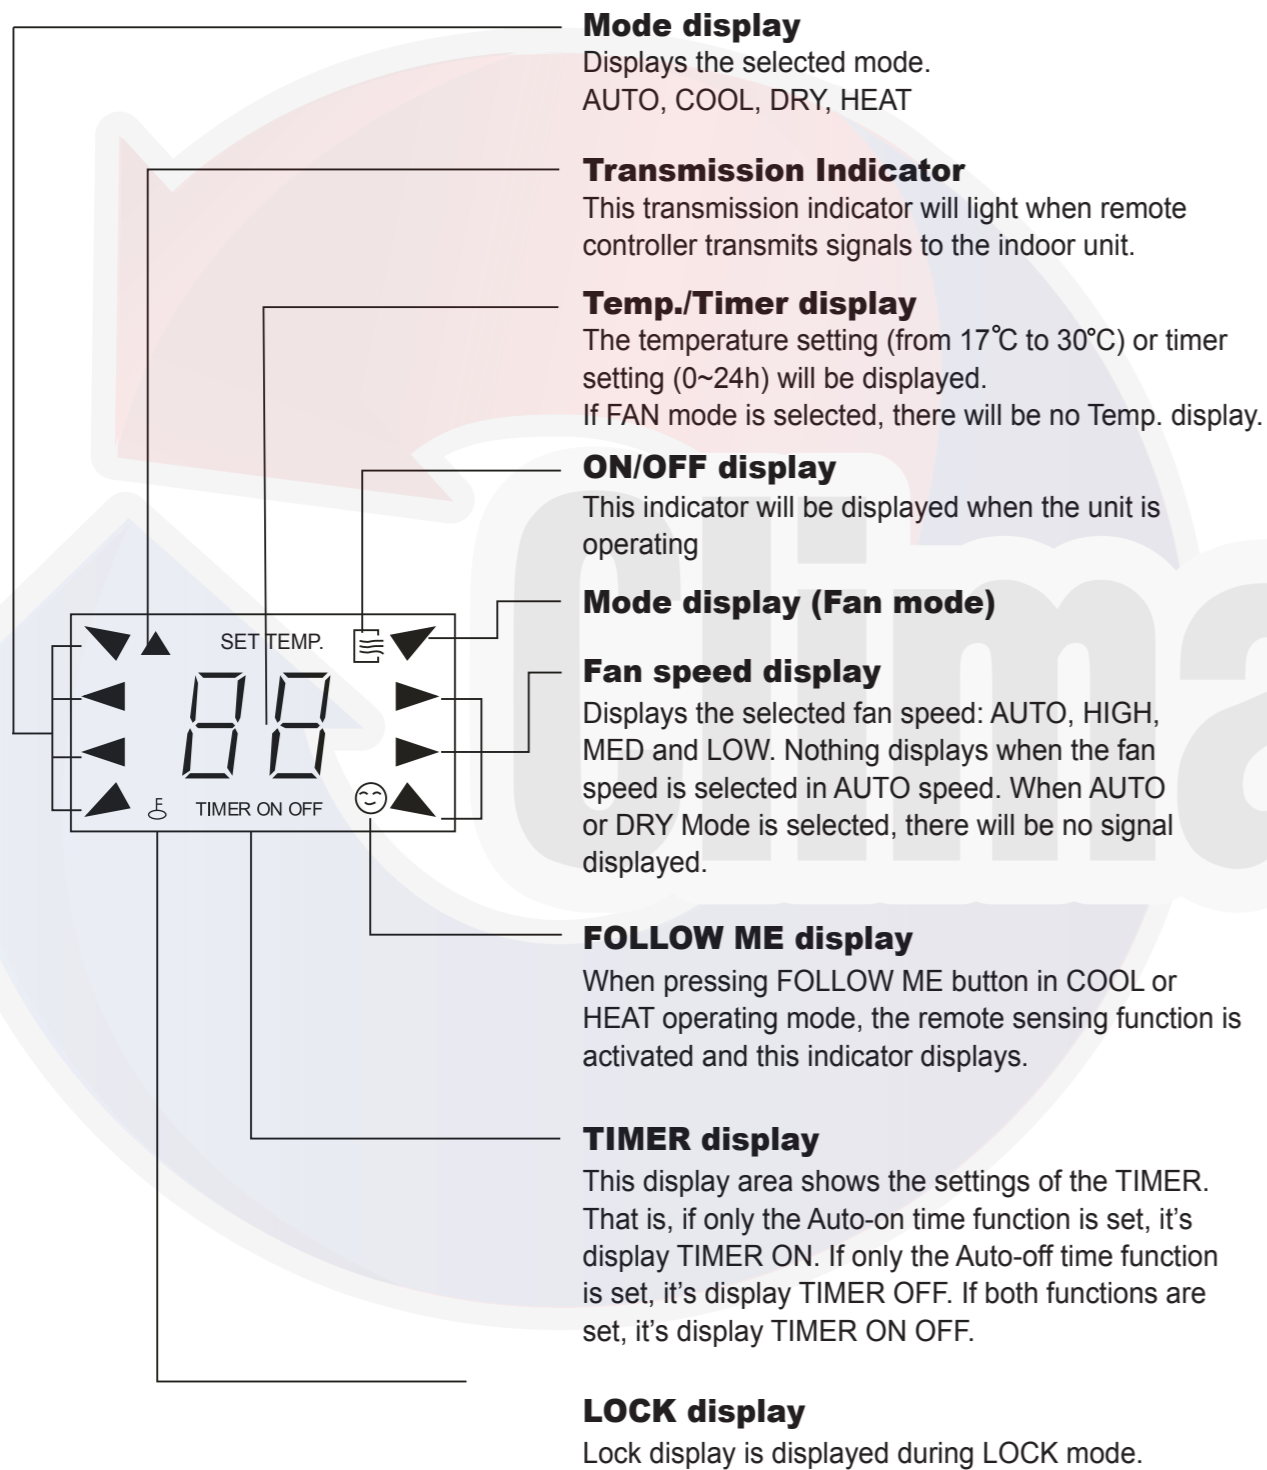 Mode display
Displays the selected mode.
AUTO, COOL, DRY, HEAT
Transmission Indicator
This transmission indicator will light when remote
controller transmits signals to the indoor unit.
Temp./Timer display
The temperature setting (from 17℃ to 30°C) or timer
setting (0~24h) will be displayed.
If FAN mode is selected, there will be no Temp. display.
ON/OFF display
This indicator will be displayed when the unit is
operating
Mode display (Fan mode)
Fan speed display
Displays the selected fan speed: AUTO, HIGH,
MED and LOW. Nothing displays when the fan
speed is selected in AUTO speed. When AUTO
or DRY Mode is selected, there will be no signal
displayed.
FOLLOW ME display
When pressing FOLLOW ME button in COOL or
HEAT operating mode, the remote sensing function is
activated and this indicator displays.
TIMER display
This display area shows the settings of the TIMER.
That is, if only the Auto-on time function is set, it’s
display TIMER ON. If only the Auto-off time function
is set, it’s display TIMER OFF. If both functions are
set, it’s display TIMER ON OFF.
LOCK display
Lock display is displayed during LOCK mode.
SET TEMP.
88
TIMER ON OFF
Clima